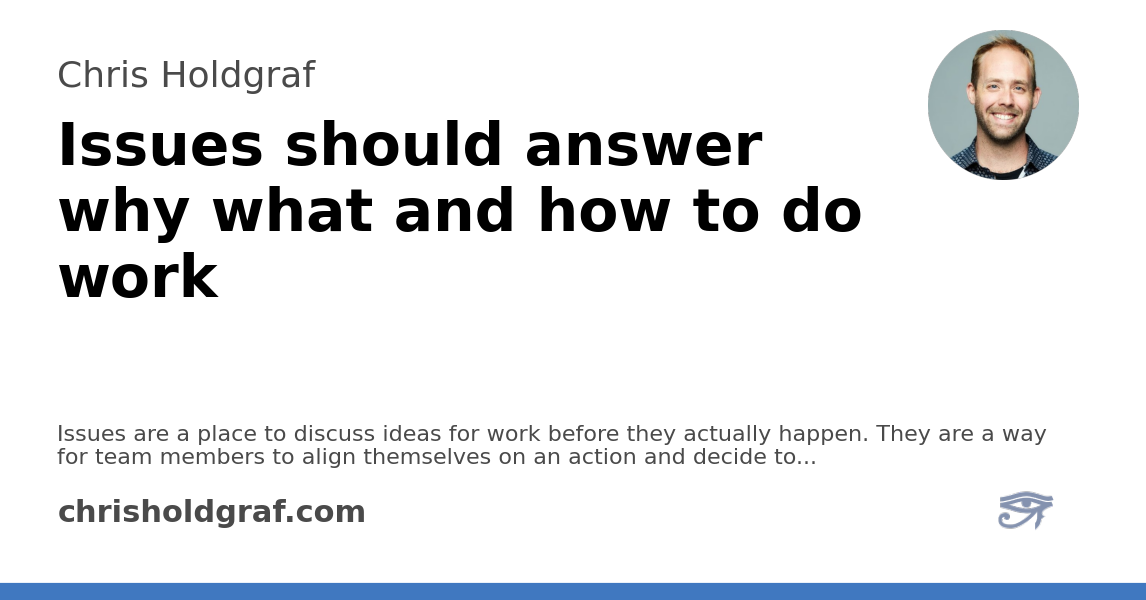 Chris Holdgraf
Issues should answer
why what and how to do
work
Issues are a place to discuss ideas for work before they actually happen. They are a way
for team members to align themselves on an action and decide to...
chrisholdgraf.com